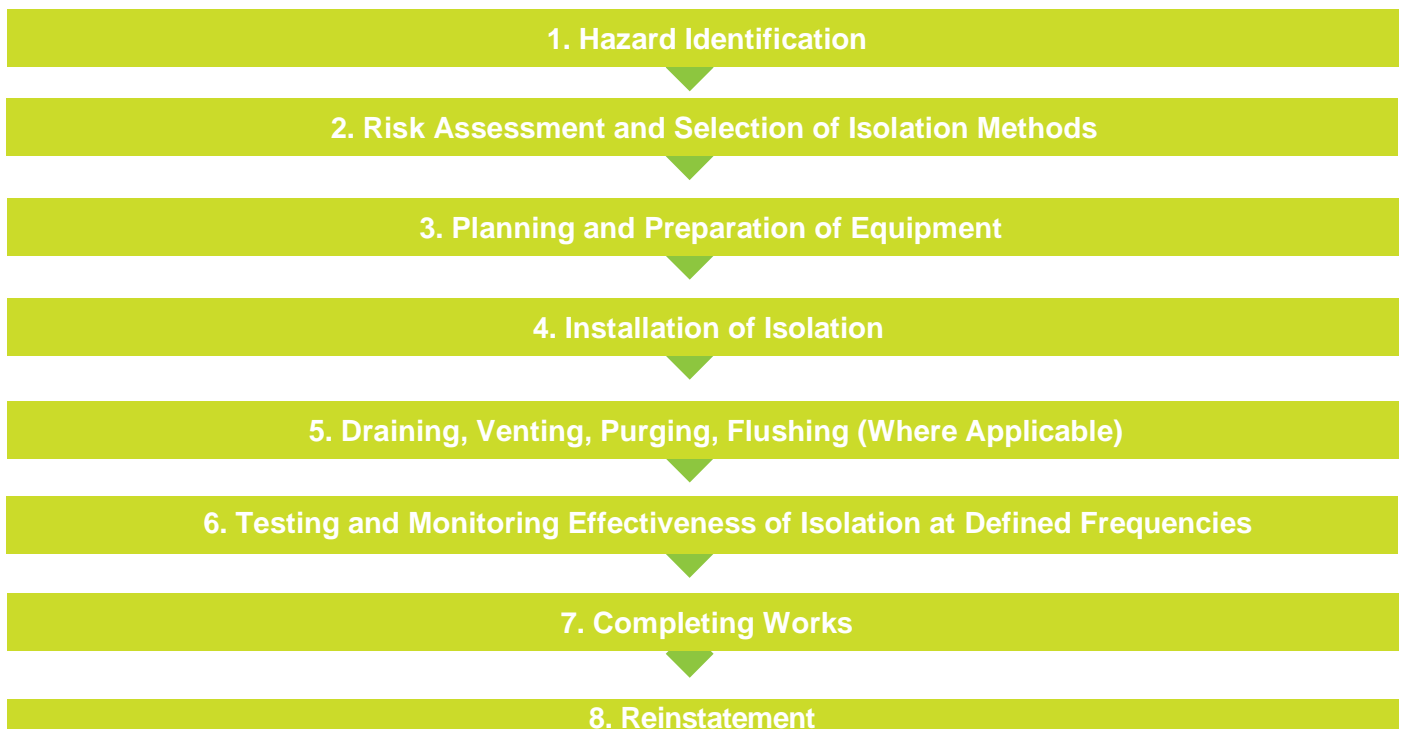 1. Hazard Identification
2. Risk Assessment and Selection of Isolation Methods
3. Planning and Preparation of Equipment
4. Installation of Isolation
5. Draining, Venting, Purging, Flushing (Where Applicable)
6. Testing and Monitoring Effectiveness of Isolation at Defined Frequencies
7. Completing Works
8. Reinstatement